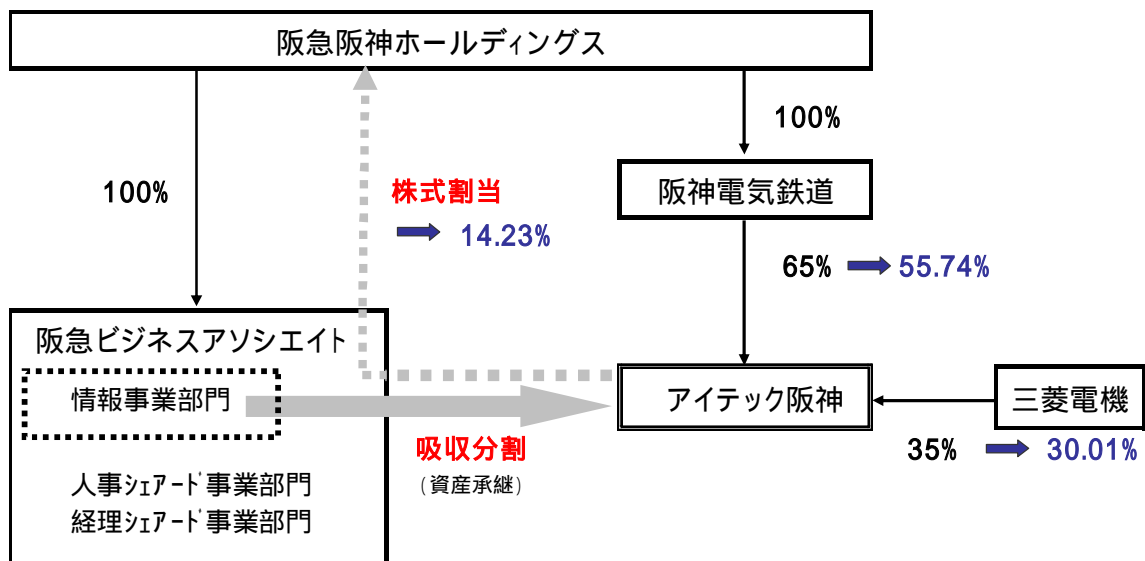 阪急阪神ホールディングス
100%
100%
株式割当
14.23%
阪神電気鉄道
65%
55.74%
阪急ビジネスアソシエイト
情報事業部門
アイテック阪神
三菱電機
35%
30.01%
吸収分割
(資産承継)
人事ｼｪｱｰﾄﾞ事業部門
経理ｼｪｱｰﾄﾞ事業部門